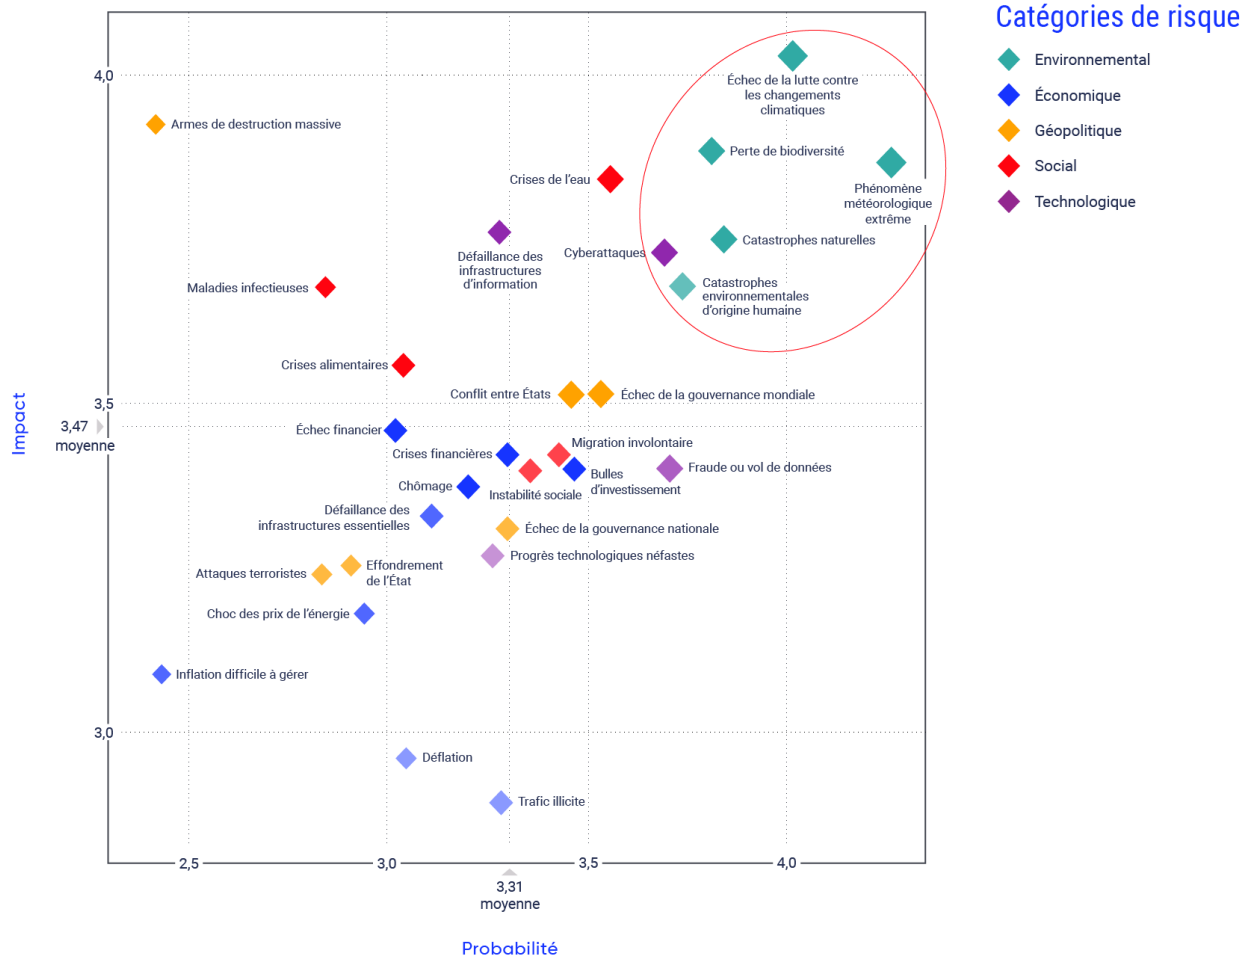 Catégories de risque
Environnemental
Économique
Géopolitique
Social
Technologique
4,0
Échec de la lutte contre
les changements
climatiques
Armes de destruction massive
Perte de biodiversité
Crises de l'eau
Phénomène
météorologique
extrême
Catastrophes naturelles
Cyberattaques
Défaillance des
infrastructures
d'information
Catastrophes
environnementales
d'origine humaine
Maladies infectieuses
Crises alimentaires
Conflit entre États
Échec de la gouvernance mondiale
3,5
Impact
3,47
moyenne
Échec financier
Migration involontaire
Crises financières
Fraude ou vol de données
Bulles
d'investissement
Chômage
Instabilité sociale
Défaillance des
infrastructures essentielles
Échec de la gouvernance nationale
Progrès technologiques néfastes
Effondrement
de l'État
Attaques terroristes
Choc des prix de l'énergie
Inflation difficile à gérer
3,0
Déflation
Trafic illicite
2,5
3,0
3,5
4,0
3,31
moyenne
Probabilité